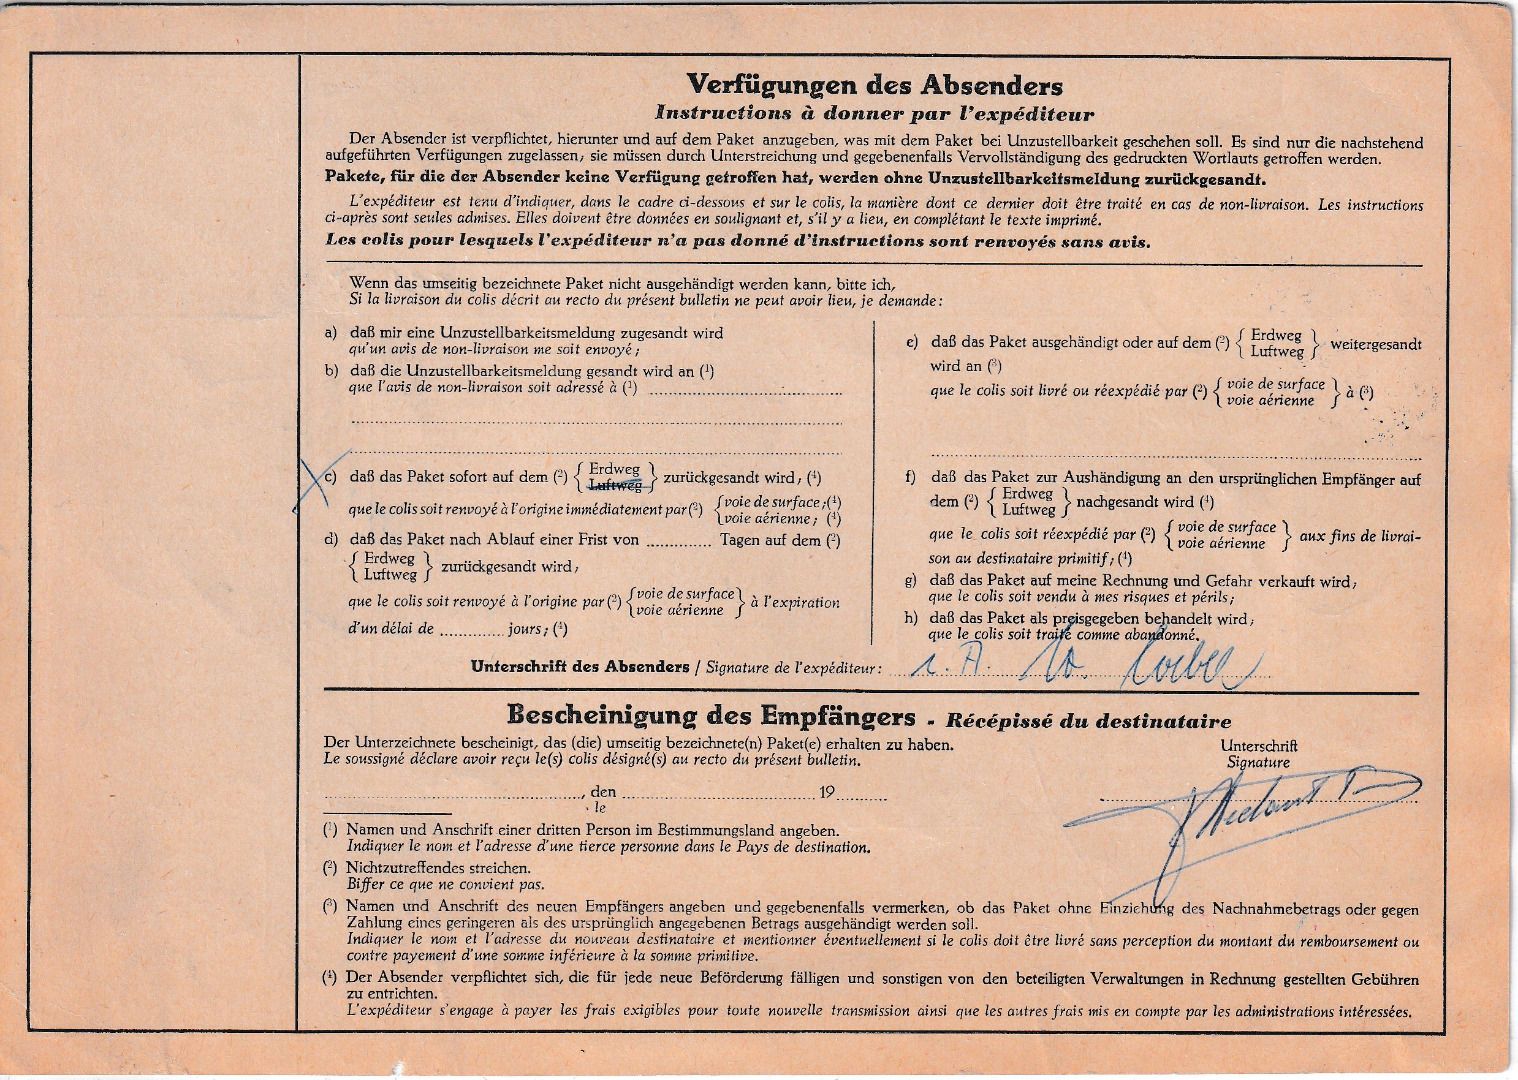 Verfügungen des Absenders
Instructions à donner par l'expéditeur
Der Absender ist verpflichtet, hierunter und auf dem Paket anzugeben, was mit dem Paket bei Unzustellbarkeit geschehen soll. Es sind nur die nachstehend
aufgeführten Verfügungen zugelassen; sie müssen durch Unterstreichung und gegebenenfalls Vervollständigung des gedruckten Wortlauts getroffen werden.
Pakete, für die der Absender keine Verfügung getroffen hat, werden ohne Unzustellbarkeitsmeldung zurückgesandt.
L'expéditeur est tenu d'indiquer, dans le cadre ci-dessous et sur le colis, la manière dont ce dernier doit être traité en cas de non-livraison. Les instructions
ci-après sont seules admises. Elles doivent être données en soulignant et, s'il y a lieu, en complétant le texte imprimé.
Les colis pour lesquels l'expéditeur n'a pas donné d'instructions sont renvoyés sans avis.
Wenn das umseitig bezeichnete Paket nicht ausgehändigt werden kann, bitte ich,
Si la livraison du colis décrit au recto du présent bulletin ne peut avoir lieu, je demande:
a) daß mir eine Unzustellbarkeitsmeldung zugesandt wird
qu'un avis de non-livraison me soit envoyé;
b) daß die Unzustellbarkeitsmeldung gesandt wird an (1)
que l'avis de non-livraison soit adressé à (1)
c) daß das Paket sofort auf dem (2) { Erdweg
Luftweg } zurückgesandt wird; (4)
que le colis soit renvoyé à l'origine immédiatement par (2) { voie de surface; (4)
voie aérienne; (4)
d) daß das Paket nach Ablauf einer Frist von ............ Tagen auf dem (2)
{ Erdweg
Luftweg } zurückgesandt wird;
que le colis soit renvoyé à l'origine par (2) { voie de surface
voie aérienne } à l'expiration
d'un délai de ............ jours; (4)
e) daß das Paket ausgehändigt oder auf dem (2) { Erdweg
Luftweg } weitergesandt
wird an (3)
que le colis soit livré ou réexpédié par (2) { voie de surface
voie aérienne } à (3)
f) daß das Paket zur Aushändigung an den ursprünglichen Empfänger auf
dem (2) { Erdweg
Luftweg } nachgesandt wird (4)
que le colis soit réexpédié par (2) { voie de surface
voie aérienne } aux fins de livrai-
son au destinataire primitif; (4)
g) daß das Paket auf meine Rechnung und Gefahr verkauft wird;
que le colis soit vendu à mes risques et périls;
h) daß das Paket als preisgegeben behandelt wird;
que le colis soit traité comme abandonné.
Unterschrift des Absenders / Signature de l'expéditeur: i. A.
Bescheinigung des Empfängers - Récépissé du destinataire
Der Unterzeichnete bescheinigt, das (die) umseitig bezeichnete(n) Paket(e) erhalten zu haben.
Le soussigné déclare avoir reçu le(s) colis désigné(s) au recto du présent bulletin.
Unterschrift
Signature
, den ............ 19
le
(1) Namen und Anschrift einer dritten Person im Bestimmungsland angeben.
Indiquer le nom et l'adresse d'une tierce personne dans le Pays de destination.
(2) Nichtzutreffendes streichen.
Biffer ce que ne convient pas.
(3) Namen und Anschrift des neuen Empfängers angeben und gegebenenfalls vermerken, ob das Paket ohne Einziehung des Nachnahmebetrags oder gegen
Zahlung eines geringeren als des ursprünglich angegebenen Betrags ausgehändigt werden soll.
Indiquer le nom et l'adresse du nouveau destinataire et mentionner éventuellement si le colis doit être livré sans perception du montant du remboursement ou
contre payement d'une somme inférieure à la somme primitive.
(4) Der Absender verpflichtet sich, die für jede neue Beförderung fälligen und sonstigen von den beteiligten Verwaltungen in Rechnung gestellten Gebühren
zu entrichten.
L'expéditeur s'engage à payer les frais exigibles pour toute nouvelle transmission ainsi que les autres frais mis en compte par les administrations intéressées.